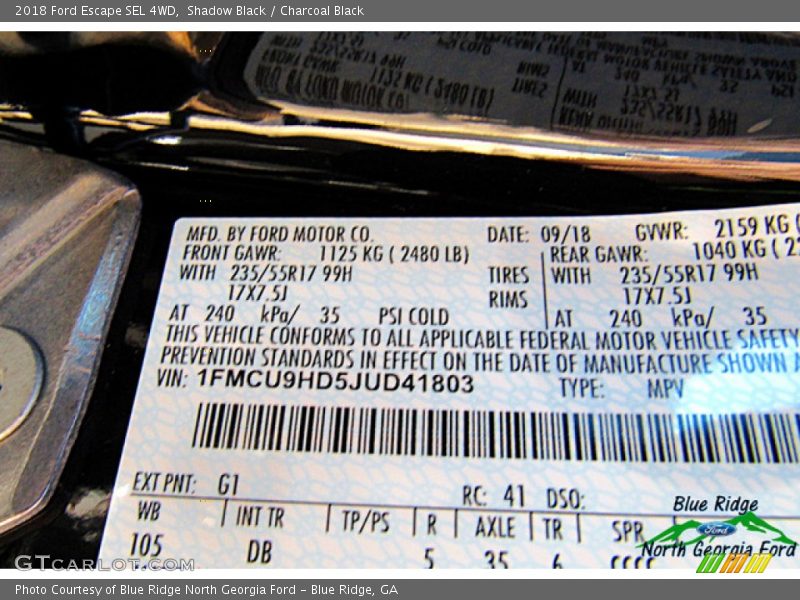 2018 Ford Escape SEL 4WD, Shadow Black / Charcoal Black
MFD. BY FORD MOTOR CO. DATE: 09/18 GVWR: 2159 KG (
FRONT GAWR: 1125 KG ( 2480 LB) REAR GAWR: 1040 KG (
WITH 235/55R17 99H TIRES WITH 235/55R17 99H
17X7.5J RIMS 17X7.5J
AT 240 kPa/ 35 PSI COLD AT 240 kPa/ 35
THIS VEHICLE CONFORMS TO ALL APPLICABLE FEDERAL MOTOR VEHICLE SAFETY
PREVENTION STANDARDS IN EFFECT ON THE DATE OF MANUFACTURE SHOWN A
VIN: 1FMCU9HD5JUD41803 TYPE: MPV
EXT PNT: G1 RC: 41 DSO:
WB INT TR TP/PS R AXLE TR SPR
105 DB 5 35 6 CCCC
Blue Ridge
Ford
North Georgia Ford
GTcarlot.com
Photo Courtesy of Blue Ridge North Georgia Ford – Blue Ridge, GA